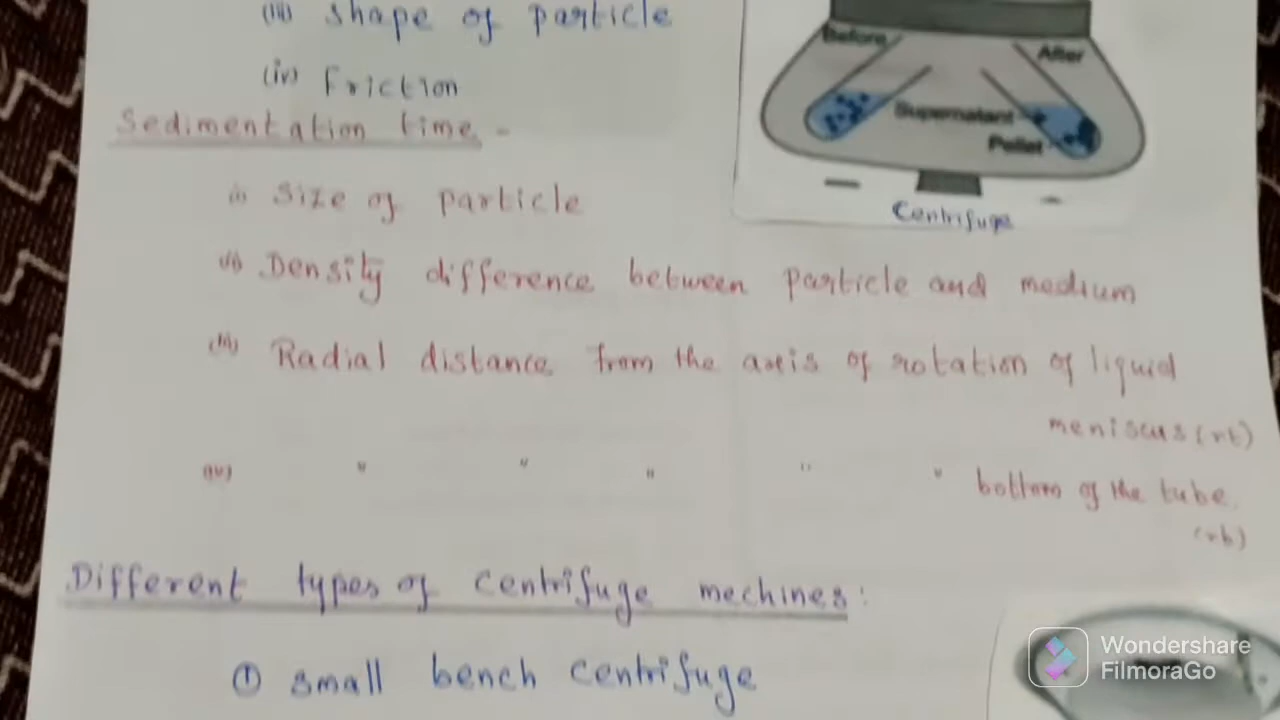 (iii) shape of particle
(iv) Friction
Before
After
Supernatant
Pellet
Centrifuge
Sedimentation time -
(i) Size of particle
(ii) Density difference between particle and medium
(iii) Radial distance from the axis of rotation of liquid
meniscus (rt)
(iv) " " " " " bottom of the tube.
(rb)
Different types of centrifuge mechines:
① small bench centrifuge
Wondershare
FilmoraGo